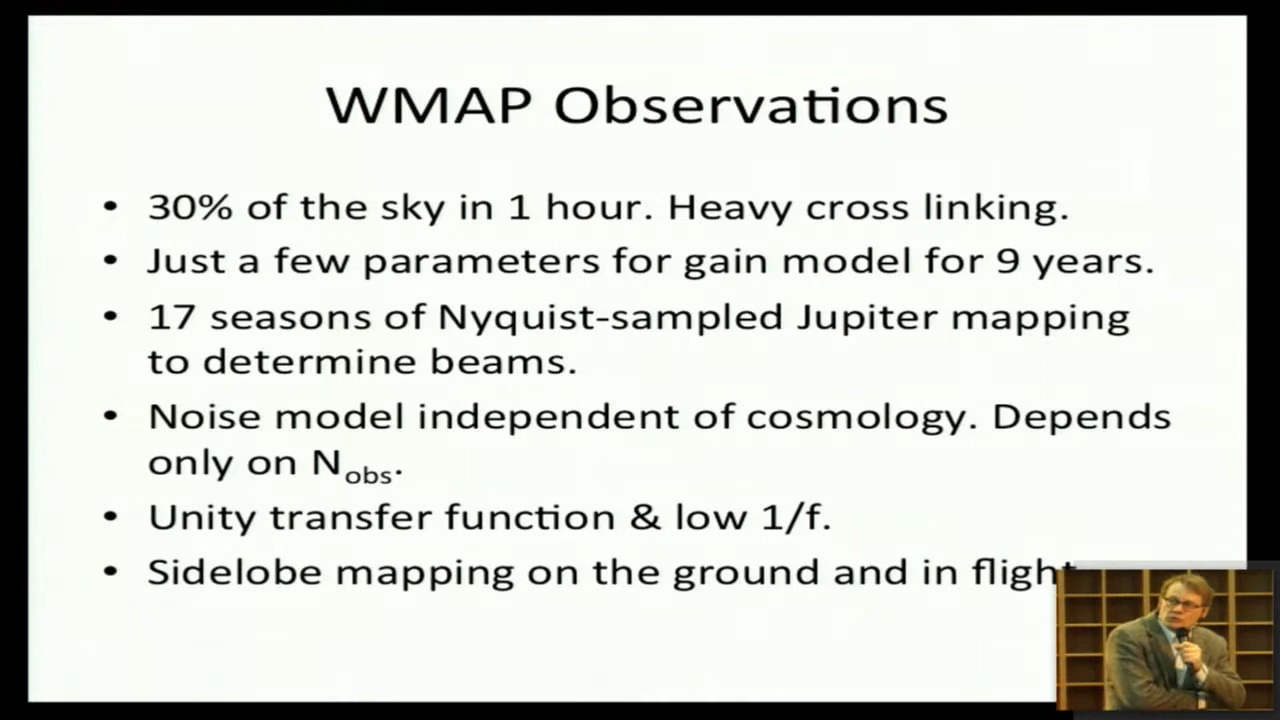 WMAP Observations
• 30% of the sky in 1 hour. Heavy cross linking.
• Just a few parameters for gain model for 9 years.
• 17 seasons of Nyquist-sampled Jupiter mapping
to determine beams.
• Noise model independent of cosmology. Depends
only on Nobs.
• Unity transfer function & low 1/f.
• Sidelobe mapping on the ground and in flight